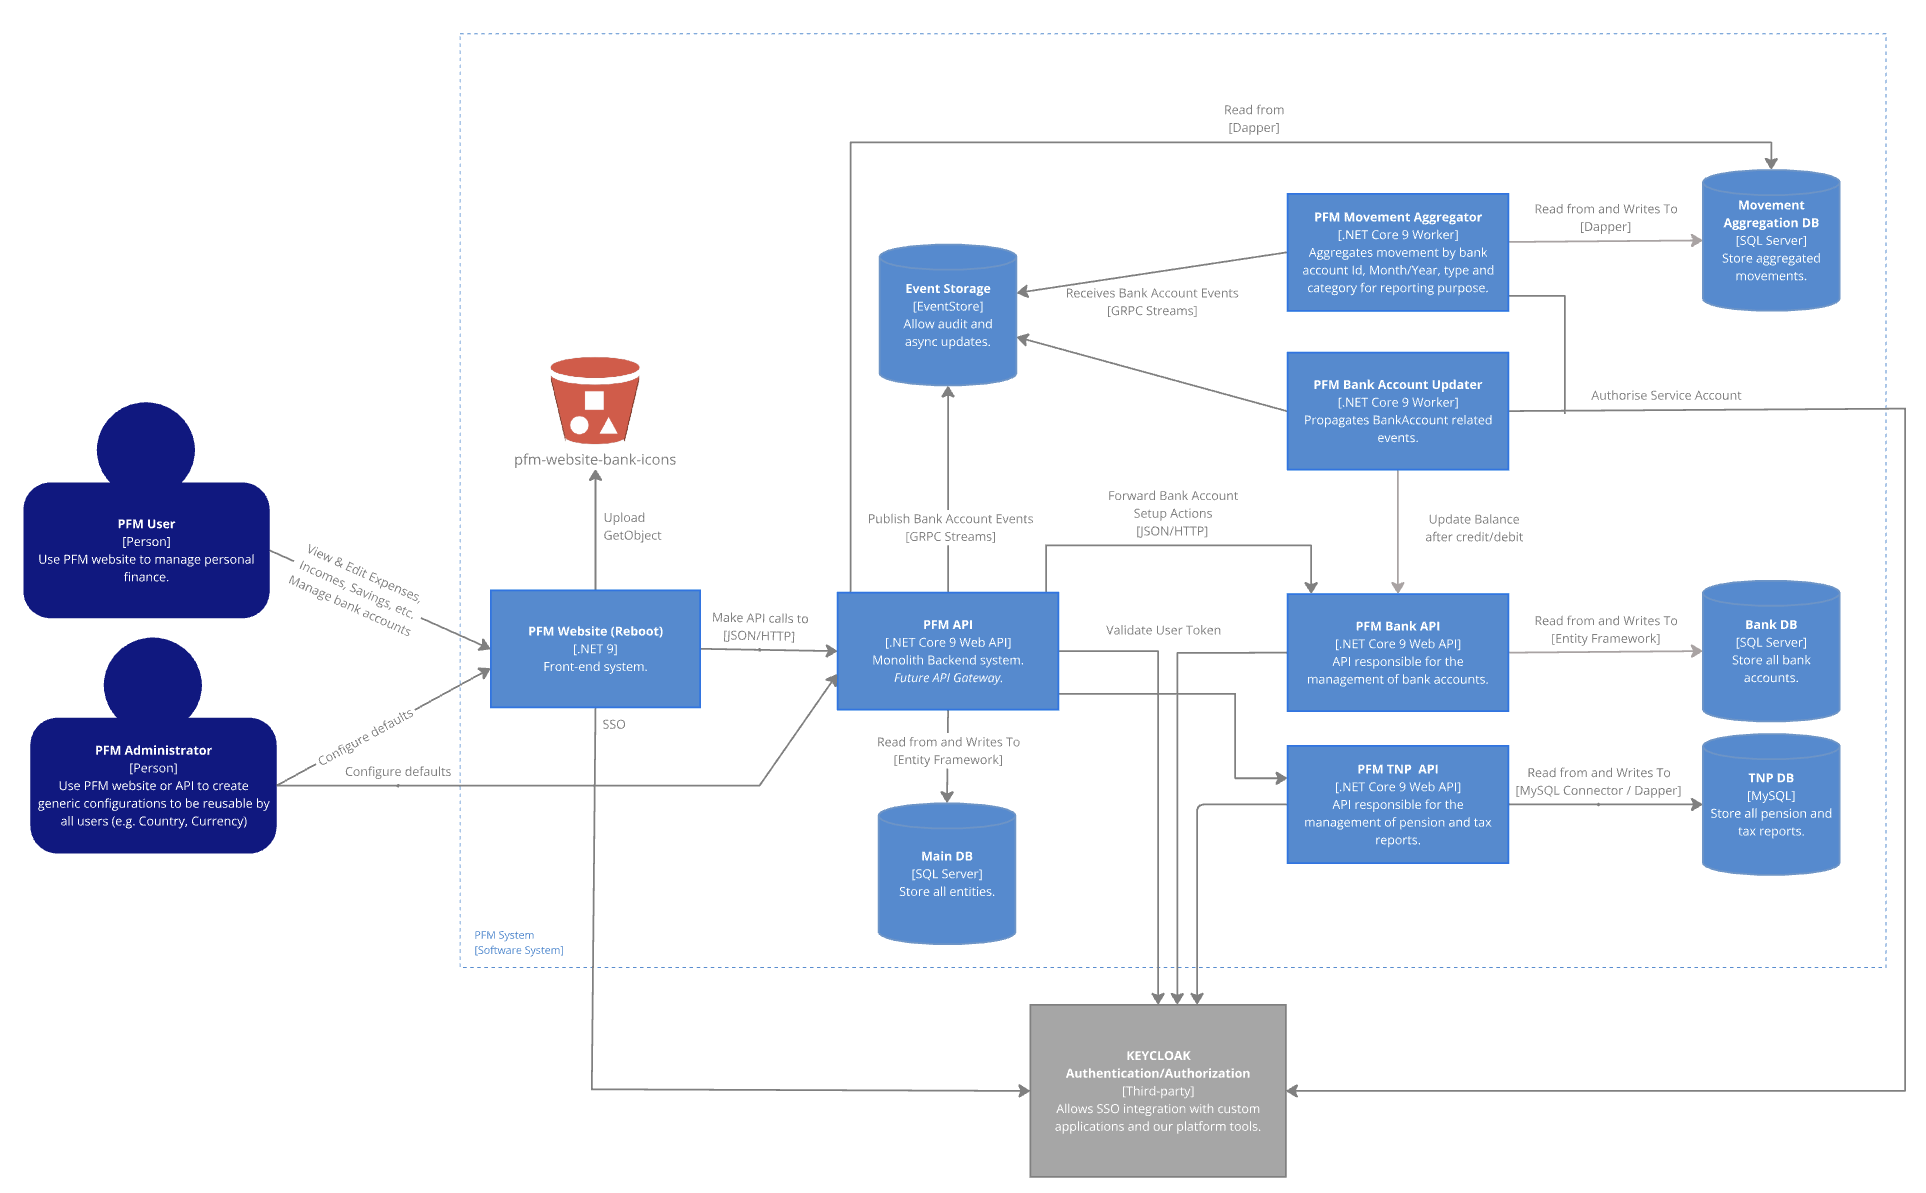 Read from
[Dapper]
PFM Movement Aggregator
[.NET Core 9 Worker]
Aggregates movement by bank
account Id, Month/Year, type and
category for reporting purpose.
Read from and Writes To
[Dapper]
Movement
Aggregation DB
[SQL Server]
Store aggregated
movements.
Event Storage
[EventStore]
Allow audit and
async updates.
Receives Bank Account Events
[GRPC Streams]
PFM Bank Account Updater
[.NET Core 9 Worker]
Propagates BankAccount related
events.
Authorise Service Account
pfm-website-bank-icons
Upload
GetObject
Publish Bank Account Events
[GRPC Streams]
Forward Bank Account
Setup Actions
[JSON/HTTP]
Update Balance
after credit/debit
PFM User
[Person]
Use PFM website to manage personal
finance.
View & Edit Expenses,
Incomes, Savings, etc.
Manage bank accounts
PFM Website (Reboot)
[.NET 9]
Front-end system.
Make API calls to
[JSON/HTTP]
PFM API
[.NET Core 9 Web API]
Monolith Backend system.
Future API Gateway.
Validate User Token
PFM Bank API
[.NET Core 9 Web API]
API responsible for the
management of bank accounts.
Read from and Writes To
[Entity Framework]
Bank DB
[SQL Server]
Store all bank
accounts.
PFM Administrator
[Person]
Use PFM website or API to create
generic configurations to be reusable by
all users (e.g. Country, Currency)
Configure defaults
Configure defaults
SSO
Read from and Writes To
[Entity Framework]
PFM TNP  API
[.NET Core 9 Web API]
API responsible for the
management of pension and tax
reports.
Read from and Writes To
[MySQL Connector / Dapper]
TNP DB
[MySQL]
Store all pension and
tax reports.
Main DB
[SQL Server]
Store all entities.
PFM System
[Software System]
KEYCLOAK
Authentication/Authorization
[Third-party]
Allows SSO integration with custom
applications and our platform tools.